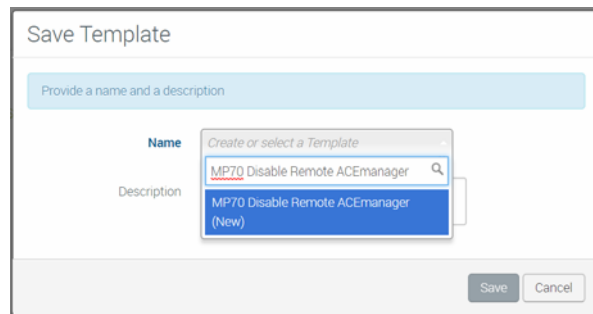 Save Template
Provide a name and a description
Name
Create or select a Template
MP70 Disable Remote ACEmanager
Description
MP70 Disable Remote ACEmanager
(New)
Save
Cancel